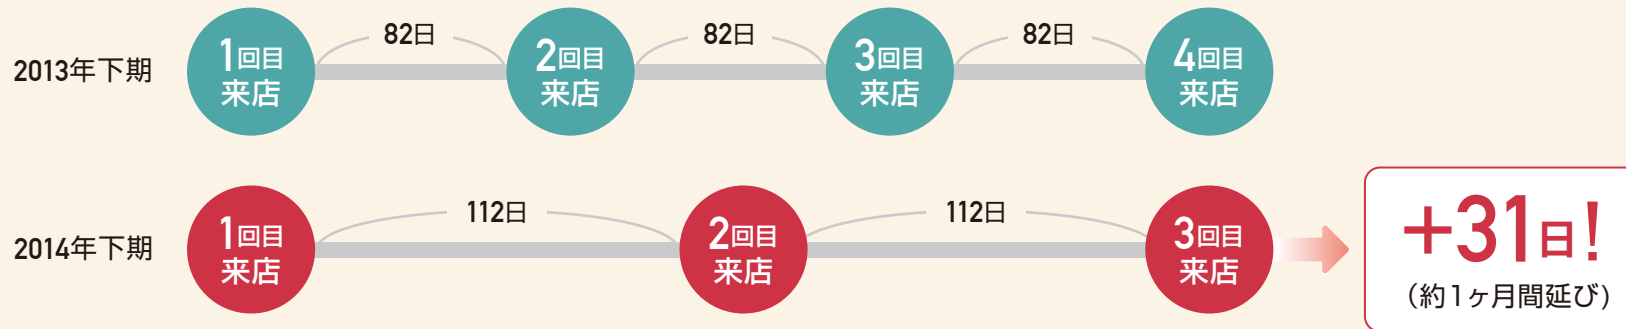 82日 82日 82日
2013年下期 1回目 2回目 3回目 4回目
来店 来店 来店 来店
112日 112日
2014年下期 1回目 2回目 3回目
来店 来店 来店
+31日!
(約1ヶ月間延び)